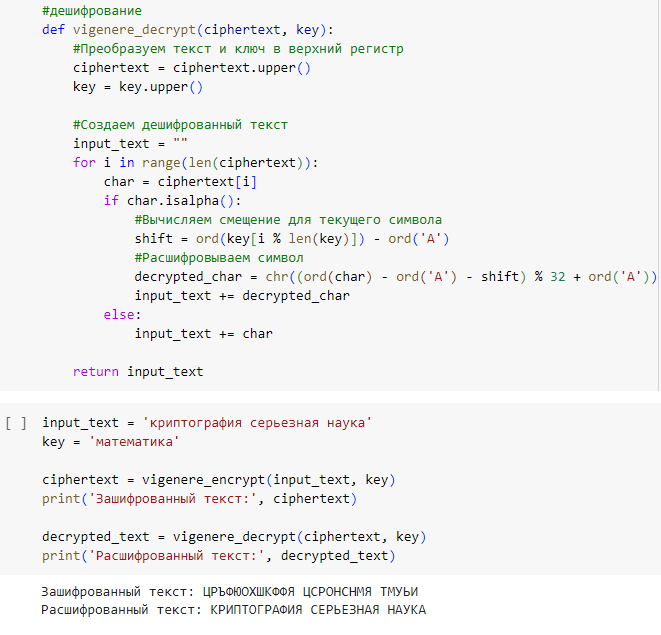 #дешифрование
def vigenere_decrypt(ciphertext, key):
    #Преобразуем текст и ключ в верхний регистр
    ciphertext = ciphertext.upper()
    key = key.upper()

    #Создаем дешифрованный текст
    input_text = ""
    for i in range(len(ciphertext)):
        char = ciphertext[i]
        if char.isalpha():
            #Вычисляем смещение для текущего символа
            shift = ord(key[i % len(key)]) - ord('А')
            #Расшифровываем символ
            decrypted_char = chr((ord(char) - ord('А') - shift) % 32 + ord('А'))
            input_text += decrypted_char
        else:
            input_text += char

    return input_text

[ ] input_text = 'криптография серьезная наука'
key = 'математика'

ciphertext = vigenere_encrypt(input_text, key)
print('Зашифрованный текст:', ciphertext)

decrypted_text = vigenere_decrypt(ciphertext, key)
print('Расшифрованный текст:', decrypted_text)

Зашифрованный текст: ЦРЪФЮОХШКФФЯ ЦСРОНСНМЯ ТМУЬИ
Расшифрованный текст: КРИПТОГРАФИЯ СЕРЬЕЗНАЯ НАУКА